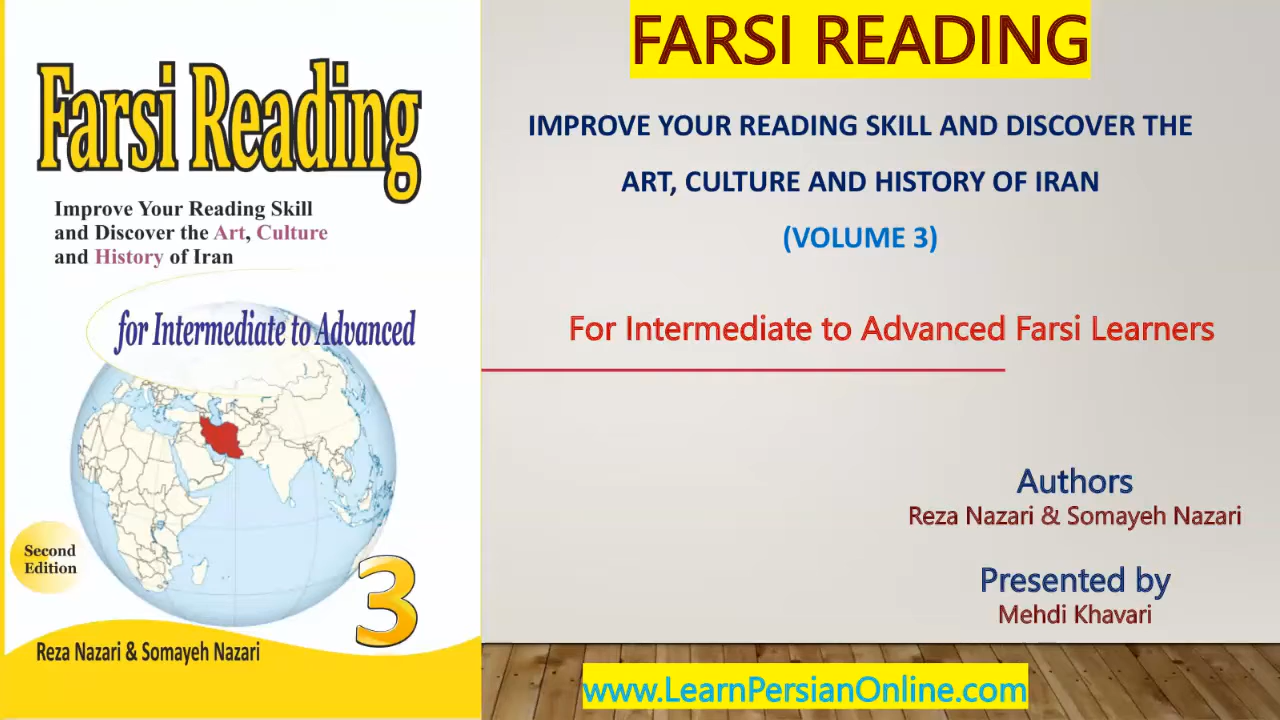 Farsi Reading
Improve Your Reading Skill
and Discover the Art, Culture
and History of Iran
for Intermediate to Advanced
Second
Edition
3
Reza Nazari & Somayeh Nazari
FARSI READING
IMPROVE YOUR READING SKILL AND DISCOVER THE
ART, CULTURE AND HISTORY OF IRAN
(VOLUME 3)
For Intermediate to Advanced Farsi Learners
Authors
Reza Nazari & Somayeh Nazari
Presented by
Mehdi Khavari
www.LearnPersianOnline.com